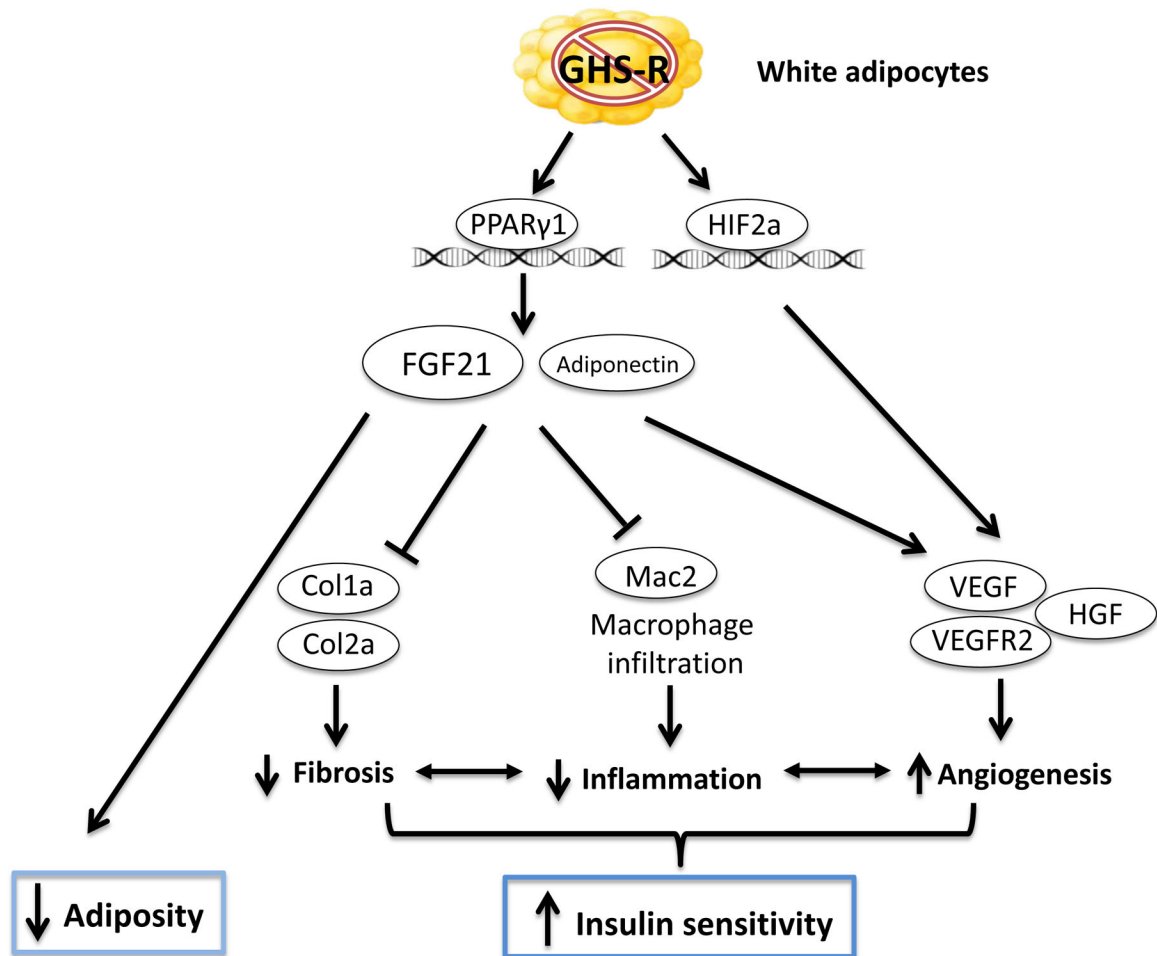 GHS-R
White adipocytes
PPARγ1
HIF2a
FGF21
Adiponectin
Col1a
Col2a
Mac2
Macrophage
infiltration
VEGF
VEGFR2
HGF
↓ Fibrosis
↓ Inflammation
↑ Angiogenesis
↓ Adiposity
↑ Insulin sensitivity